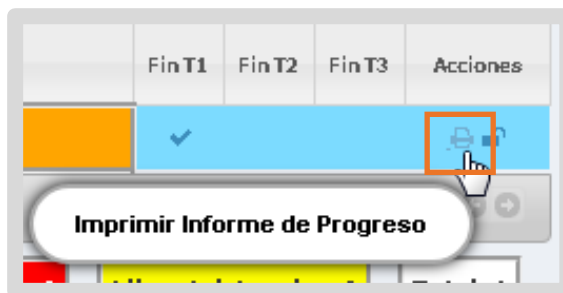 Fin T1 Fin T2 Fin T3 Acciones
Imprimir Informe de Progreso